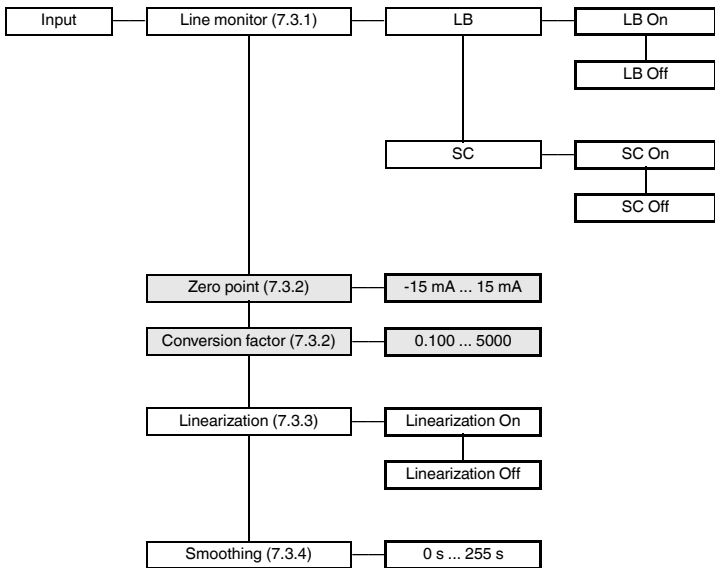 Input
Line monitor (7.3.1)
LB
LB On
LB Off
SC
SC On
SC Off
Zero point (7.3.2)
-15 mA ... 15 mA
Conversion factor (7.3.2)
0.100 ... 5000
Linearization (7.3.3)
Linearization On
Linearization Off
Smoothing (7.3.4)
0 s ... 255 s